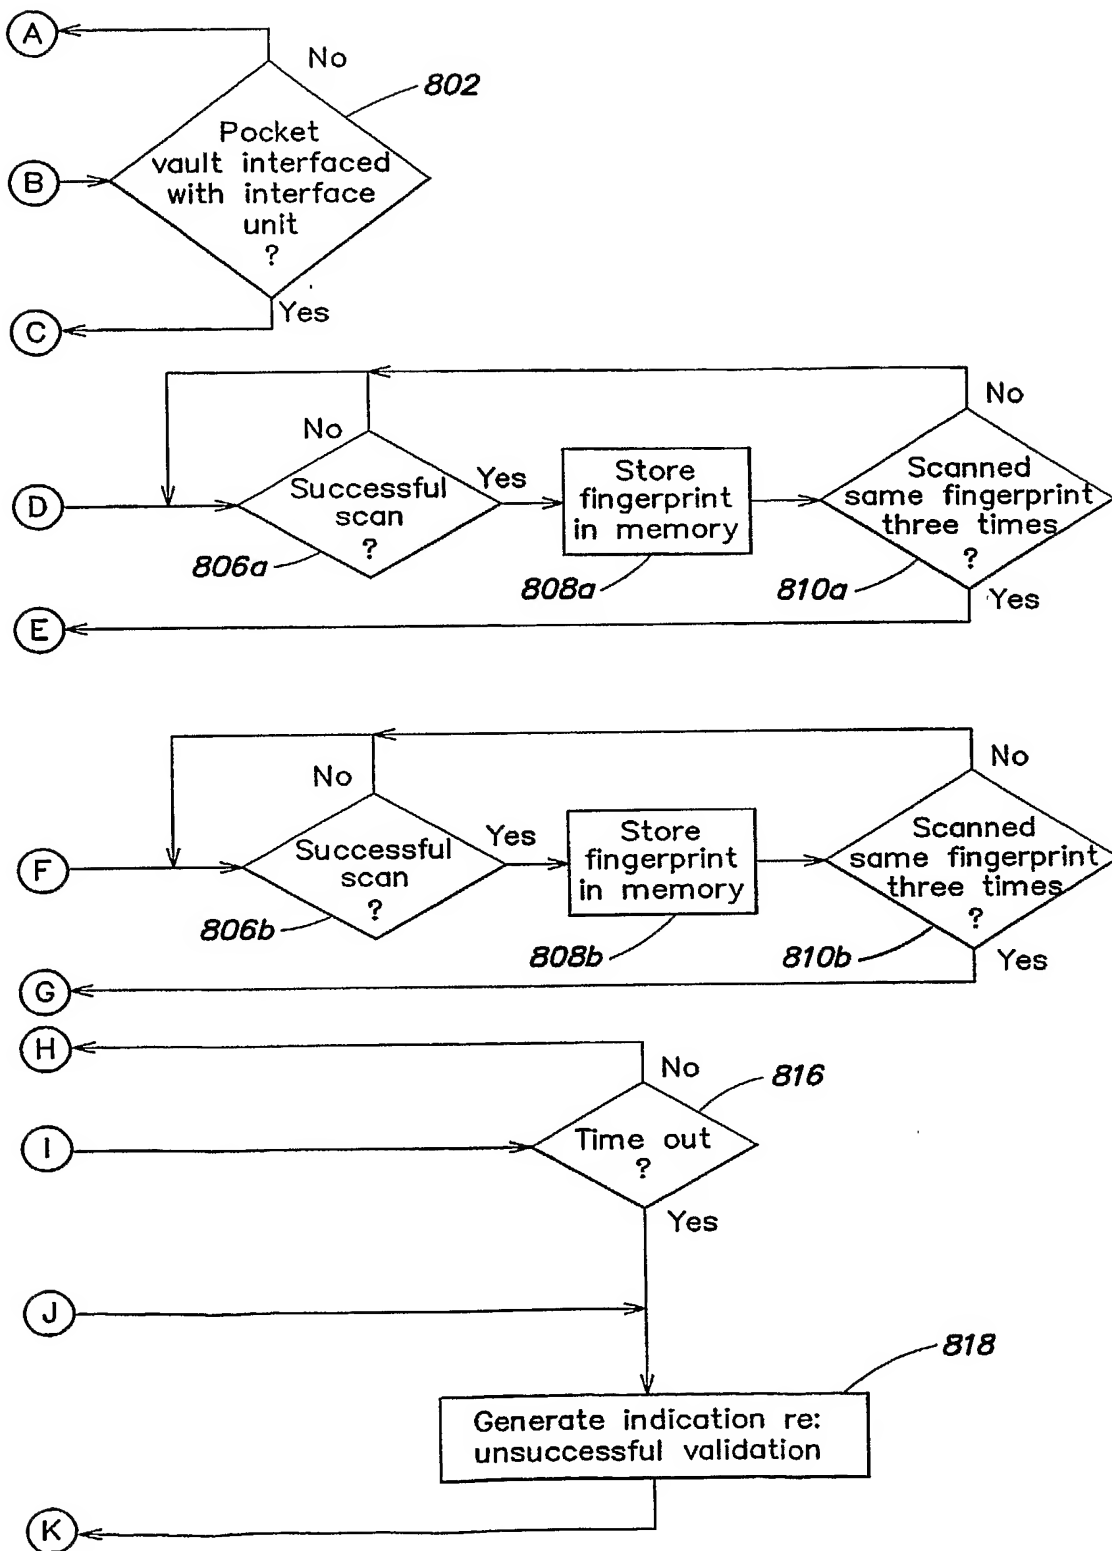 A
No
802
Pocket
vault interfaced
with interface
unit
?
B
Yes
C
No
No
D
Successful
scan
?
Yes
Store
fingerprint
in memory
Scanned
same fingerprint
three times
?
806a
808a
810a
Yes
E
No
No
F
Successful
scan
?
Yes
Store
fingerprint
in memory
Scanned
same fingerprint
three times
?
806b
808b
810b
Yes
G
H
No
816
I
Time out
?
Yes
J
818
Generate indication re:
unsuccessful validation
K